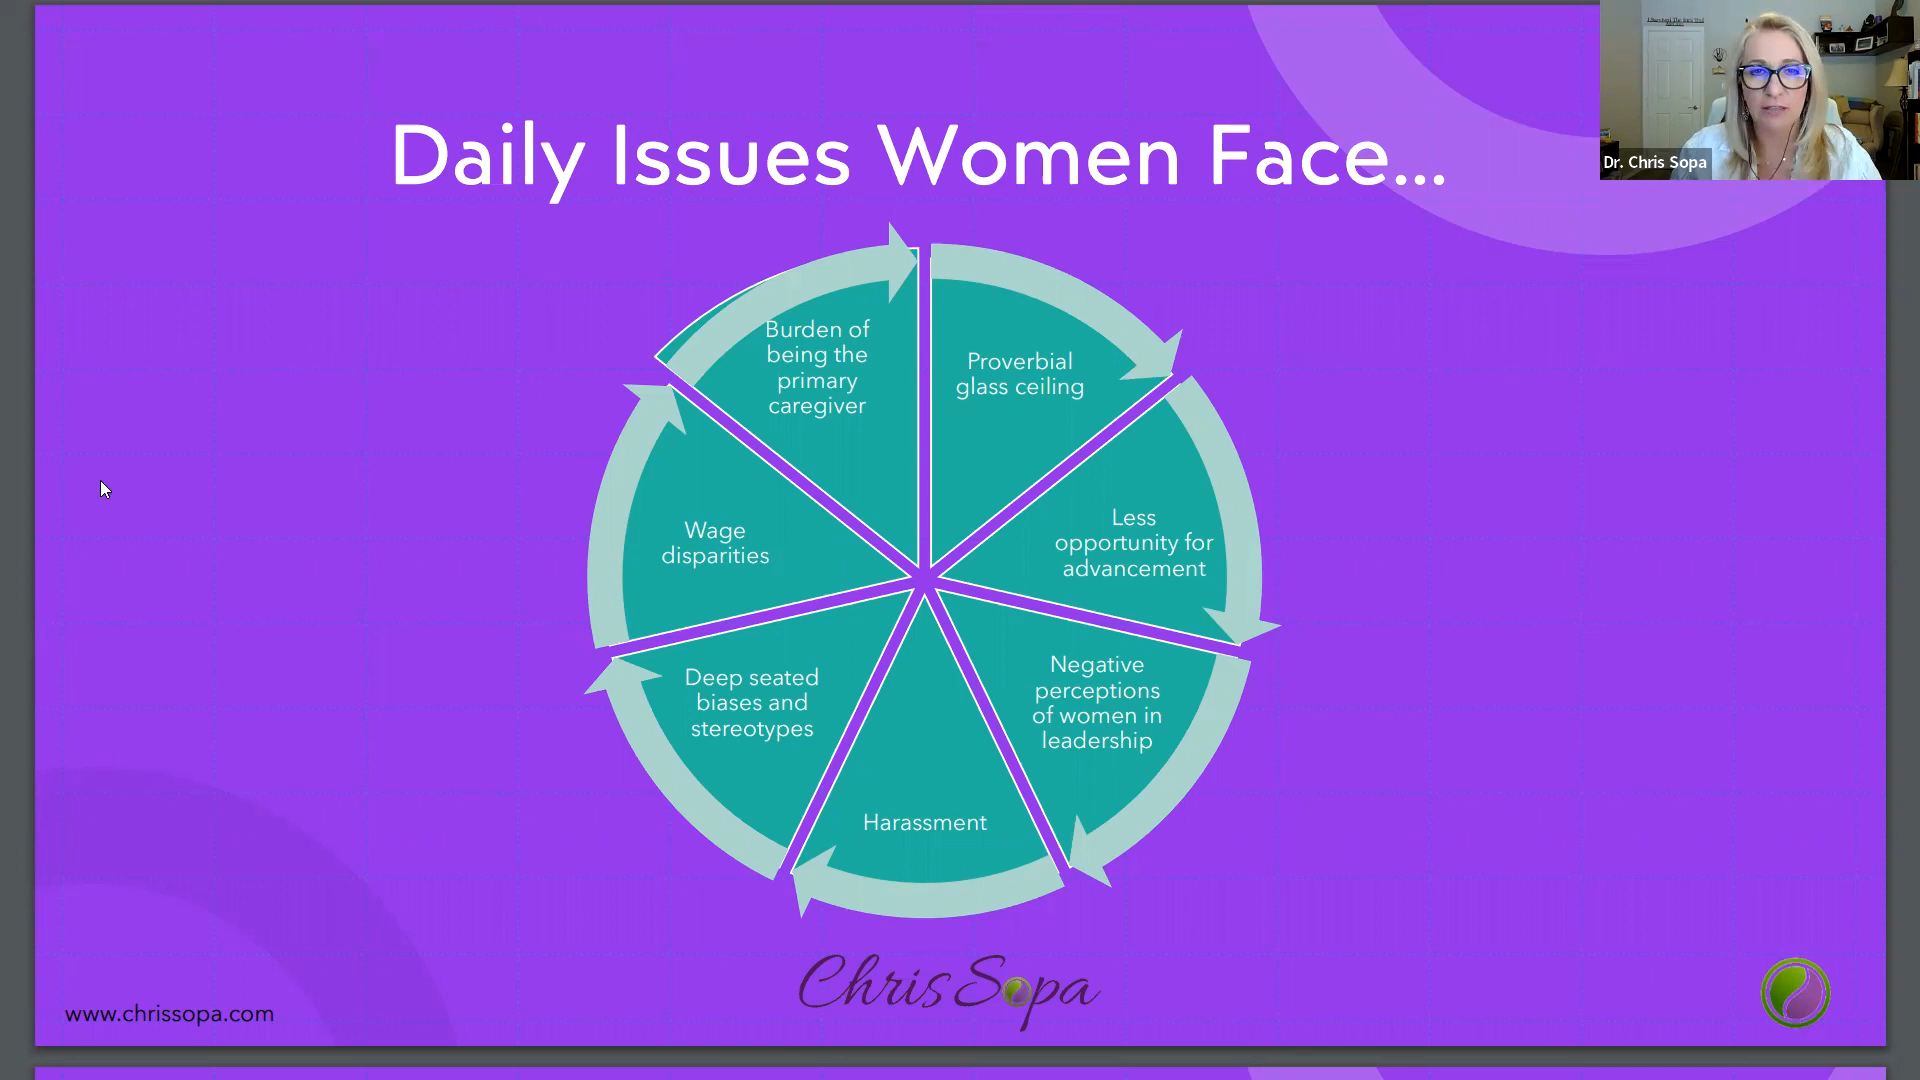 Daily Issues Women Face...
Dr. Chris Sopa
Burden of
being the
primary
caregiver
Proverbial
glass ceiling
Less
opportunity for
advancement
Negative
perceptions
of women in
leadership
Harassment
Deep seated
biases and
stereotypes
Wage
disparities
Chris Sopa
www.chrissopa.com